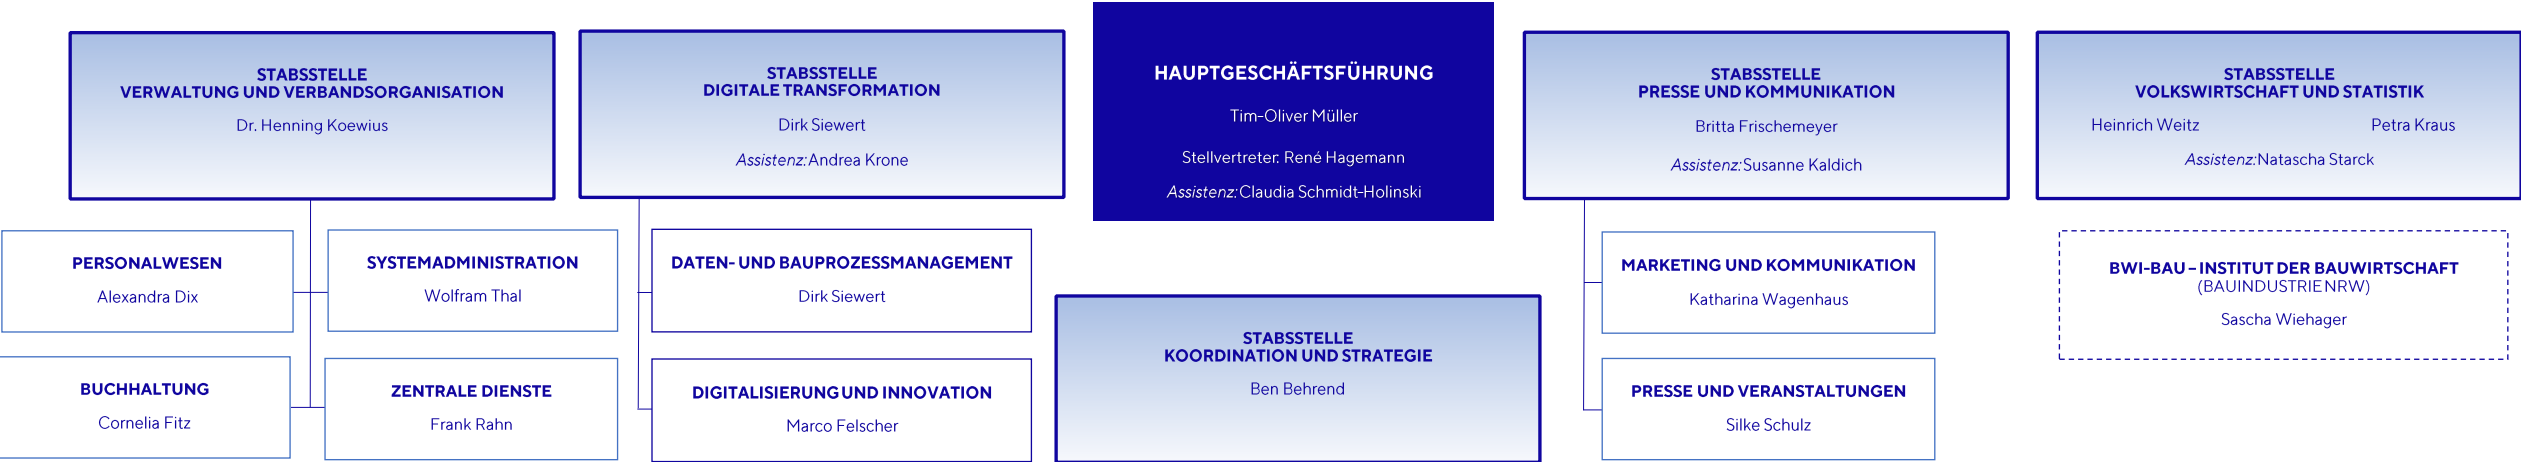 STABSSTELLE
VERWALTUNG UND VERBANDSORGANISATION
Dr. Henning Koewius
PERSONALWESEN
Alexandra Dix
SYSTEMADMINISTRATION
Wolfram Thal
BUCHHALTUNG
Cornelia Fitz
ZENTRALE DIENSTE
Frank Rahn
STABSSTELLE
DIGITALE TRANSFORMATION
Dirk Siewert
Assistenz: Andrea Krone
DATEN- UND BAUPROZESSMANAGEMENT
Dirk Siewert
DIGITALISIERUNG UND INNOVATION
Marco Felscher
HAUPTGESCHÄFTSFÜHRUNG
Tim-Oliver Müller
Stellvertreter: René Hagemann
Assistenz: Claudia Schmidt-Holinski
STABSSTELLE
KOORDINATION UND STRATEGIE
Ben Behrend
STABSSTELLE
PRESSE UND KOMMUNIKATION
Britta Frischemeyer
Assistenz: Susanne Kaldich
MARKETING UND KOMMUNIKATION
Katharina Wagenhaus
PRESSE UND VERANSTALTUNGEN
Silke Schulz
STABSSTELLE
VOLKSWIRTSCHAFT UND STATISTIK
Heinrich Weitz Petra Kraus
Assistenz: Natascha Starck
BWI-BAU – INSTITUT DER BAUWIRTSCHAFT
(BAUINDUSTRIE NRW)
Sascha Wiehager